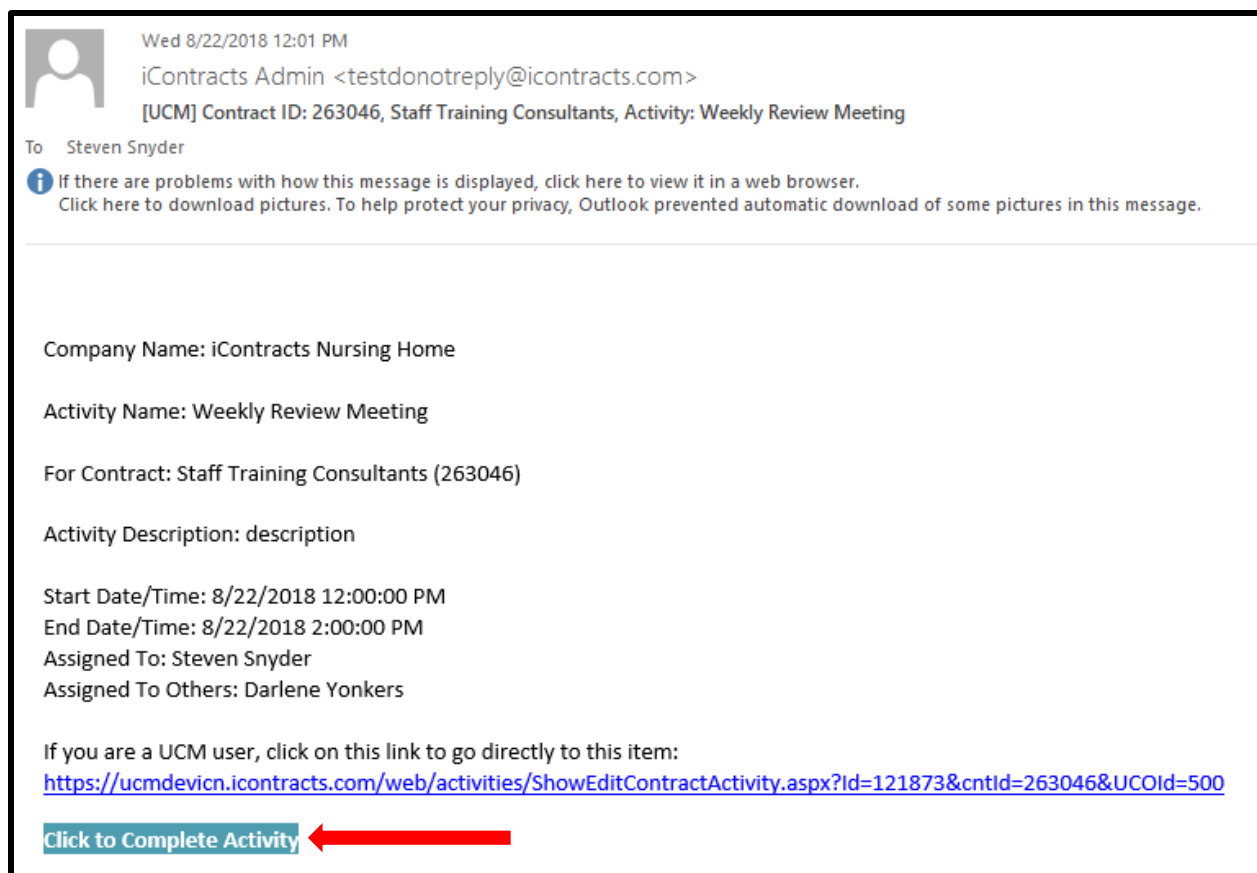 Wed 8/22/2018 12:01 PM
iContracts Admin <testdonotreply@icontracts.com>
[UCM] Contract ID: 263046, Staff Training Consultants, Activity: Weekly Review Meeting
To Steven Snyder
If there are problems with how this message is displayed, click here to view it in a web browser.
Click here to download pictures. To help protect your privacy, Outlook prevented automatic download of some pictures in this message.
Company Name: iContracts Nursing Home
Activity Name: Weekly Review Meeting
For Contract: Staff Training Consultants (263046)
Activity Description: description
Start Date/Time: 8/22/2018 12:00:00 PM
End Date/Time: 8/22/2018 2:00:00 PM
Assigned To: Steven Snyder
Assigned To Others: Darlene Yonkers
If you are a UCM user, click on this link to go directly to this item:
https://ucmdevicn.icontracts.com/web/activities/ShowEditContractActivity.aspx?Id=121873&cntId=263046&UCOId=500
Click to Complete Activity